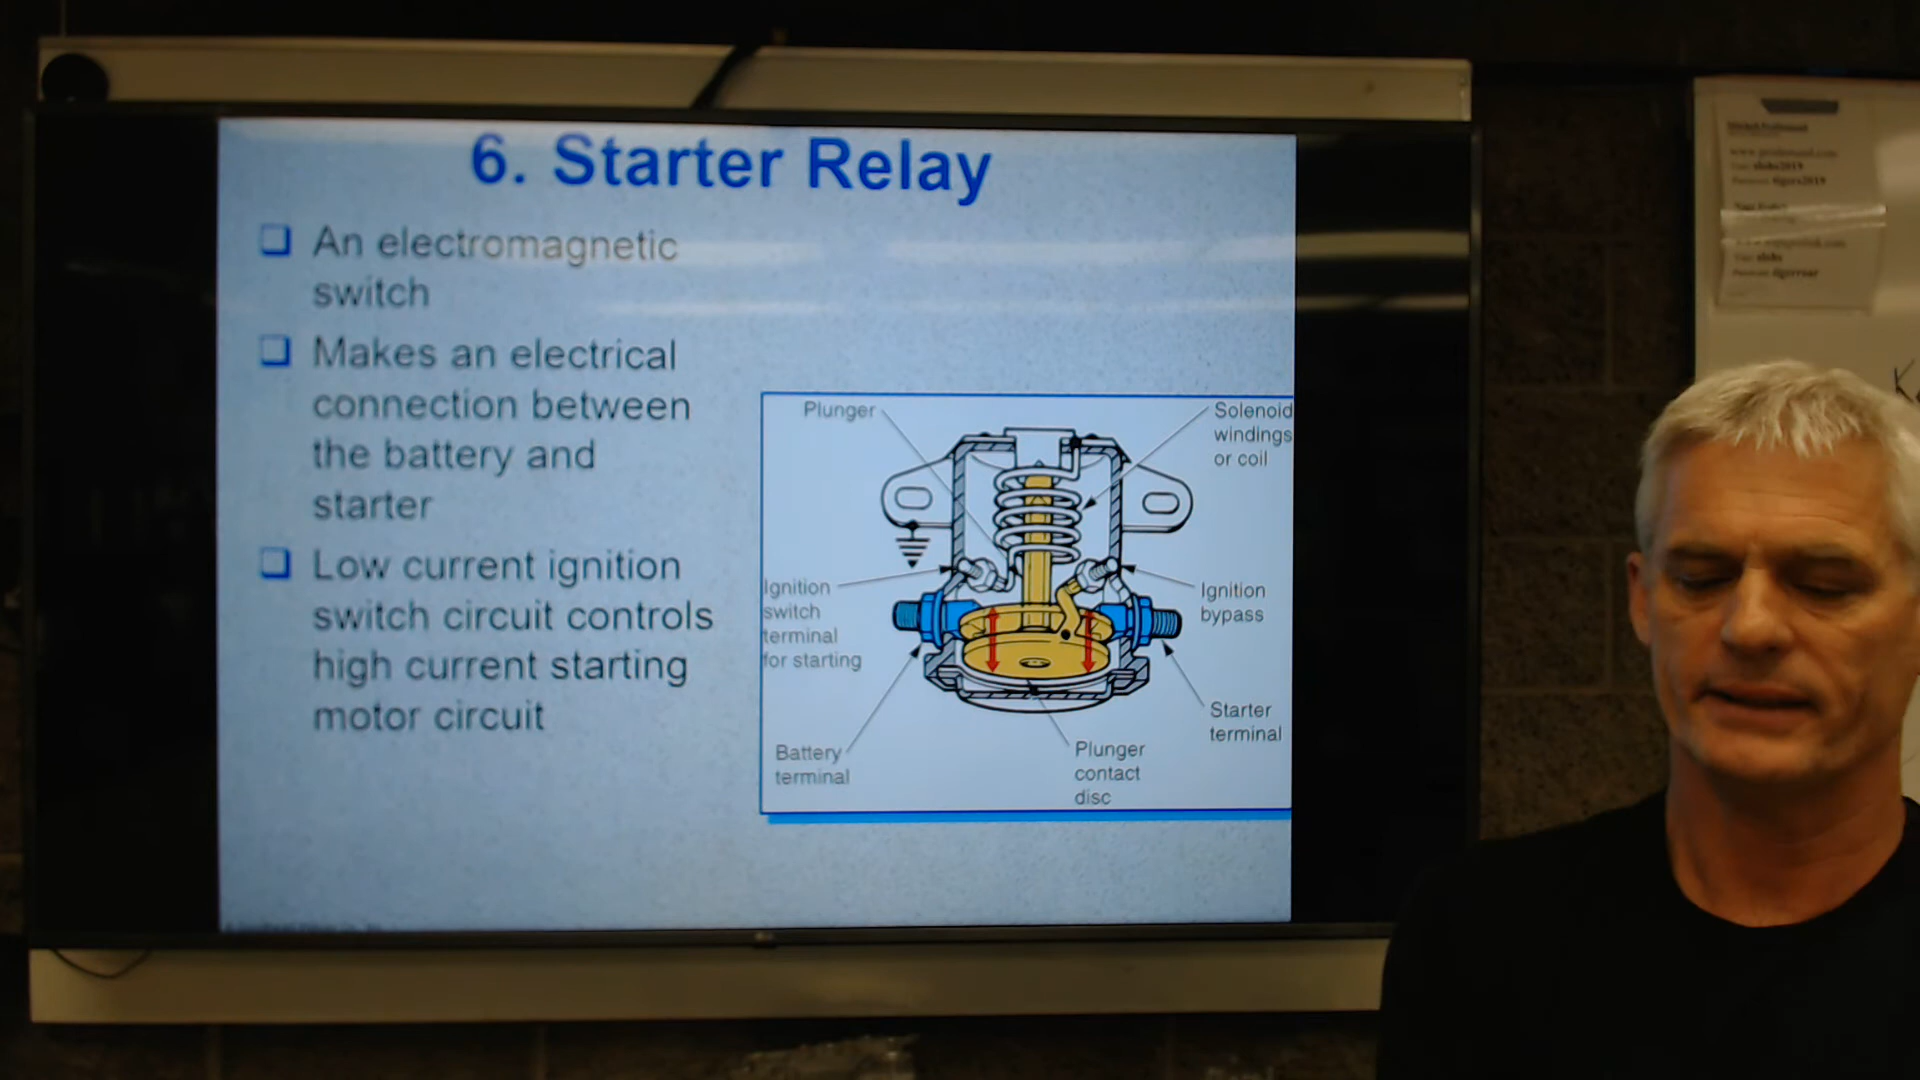 6. Starter Relay
An electromagnetic
switch
Makes an electrical
connection between
the battery and
starter
Low current ignition
switch circuit controls
high current starting
motor circuit
Plunger
Solenoid
windings
or coil
Ignition
switch
terminal
for starting
Ignition
bypass
Battery
terminal
Plunger
contact
disc
Starter
terminal